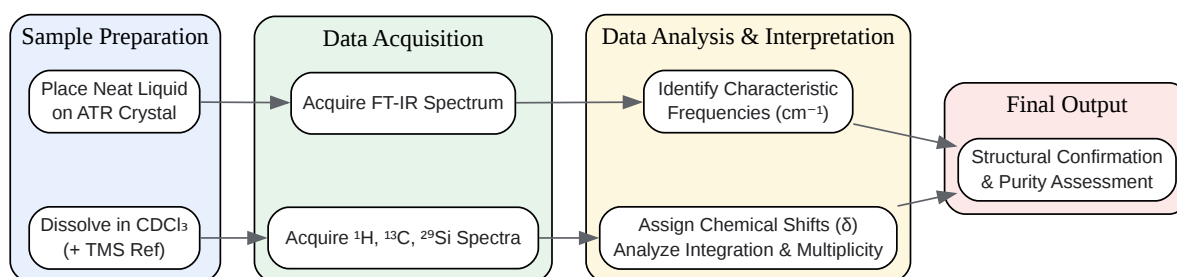 Sample Preparation
Place Neat Liquid
on ATR Crystal
Dissolve in CDCl₃
(+ TMS Ref)
Data Acquisition
Acquire FT-IR Spectrum
Acquire ¹H, ¹³C, ²⁹Si Spectra
Data Analysis & Interpretation
Identify Characteristic
Frequencies (cm⁻¹)
Assign Chemical Shifts (δ)
Analyze Integration & Multiplicity
Final Output
Structural Confirmation
& Purity Assessment